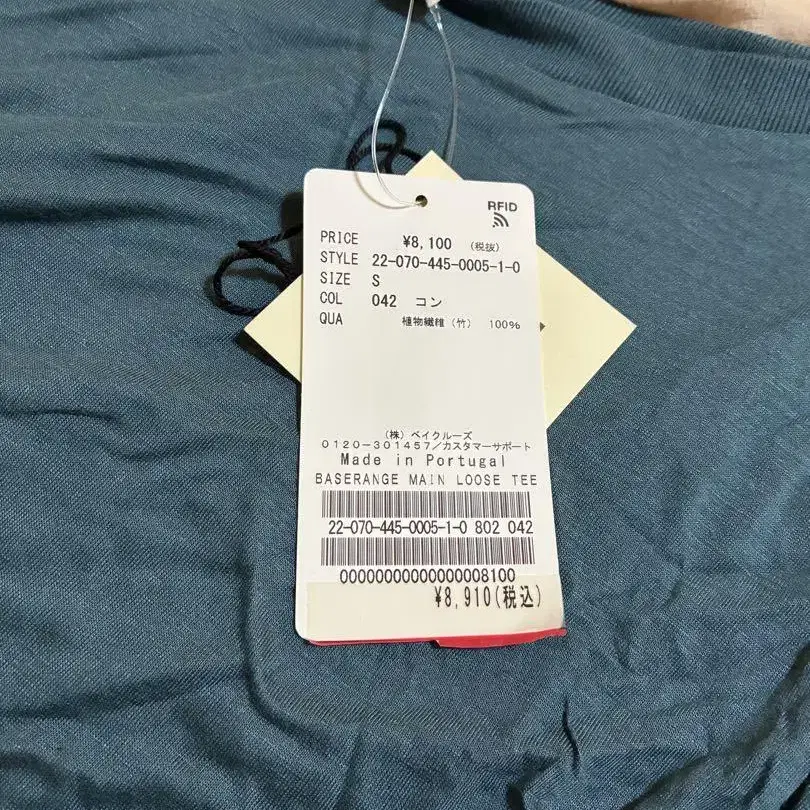 RFID
PRICE ¥8,100 (税抜)
STYLE 22-070-445-0005-1-0
SIZE S
COL 042 コン
QUA 植物繊維(竹) 100%
(株)ベイクルーズ
0120-301457/カスタマーサポート
Made in Portugal
BASERANGE MAIN LOOSE TEE
22-070-445-0005-1-0 802 042
00000000000000008100
¥8,910(税込)